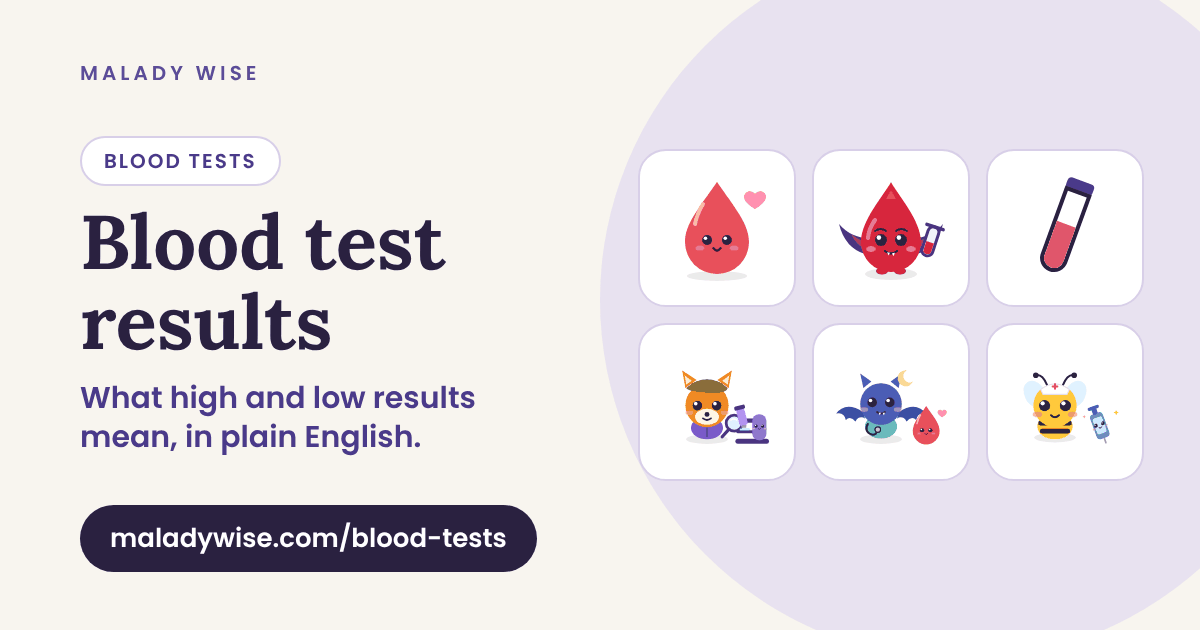 MALADY WISE
BLOOD TESTS
Blood test
results
What high and low results
mean, in plain English.
maladywise.com/blood-tests